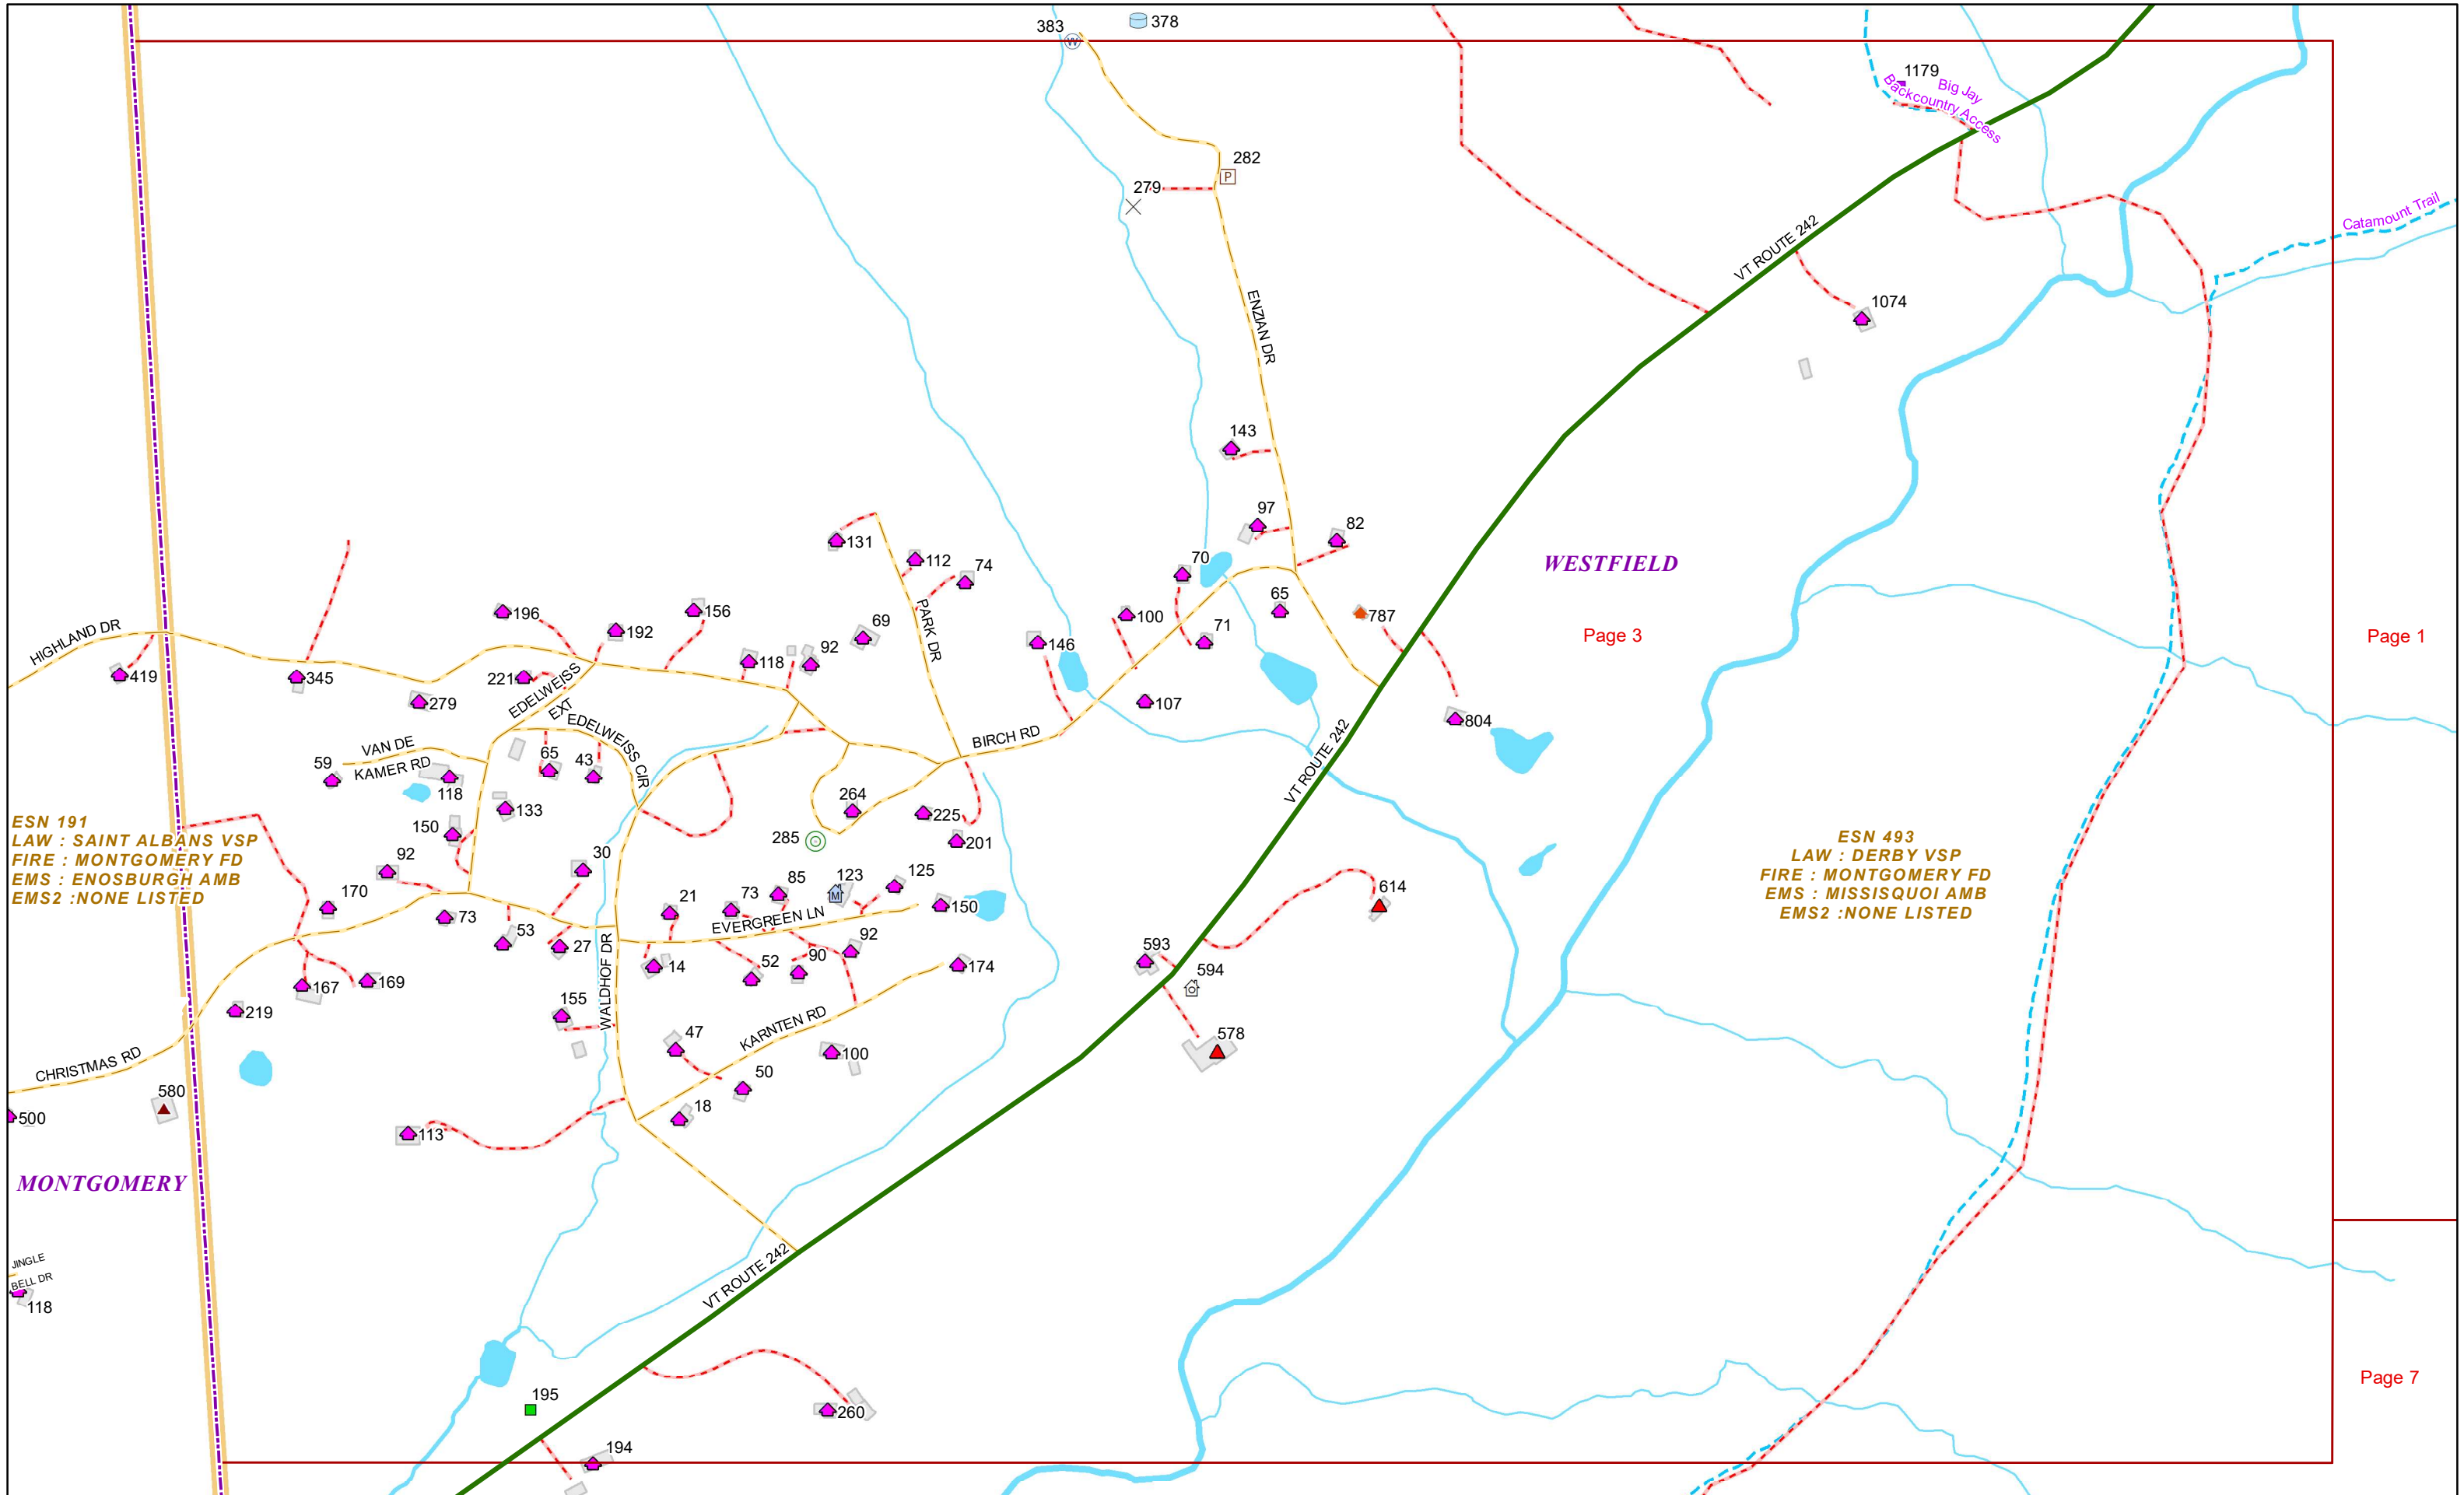 383
378
1179
Big Jay
Backcountry Access
282
279
Catamount Trail
VT ROUTE 242
ENZIAN DR
1074
143
97
82
131
112
74
70
WESTFIELD
196
156
192
69
PARK DR
100
65
787
71
Page 3
Page 1
HIGHLAND DR
419
345
221
118
92
146
279
EDELWEISS
EXT
107
804
EDELWEISS CIR
BIRCH RD
VT ROUTE 242
VAN DE
KAMER RD
59
65
43
118
133
264
225
150
285
201
ESN 191
LAW : SAINT ALBANS VSP
FIRE : MONTGOMERY FD
EMS : ENOSBURGH AMB
EMS2 :NONE LISTED
ESN 493
LAW : DERBY VSP
FIRE : MONTGOMERY FD
EMS : MISSISQUOI AMB
EMS2 :NONE LISTED
92
30
85
123
M
125
614
170
73
21
73
150
EVERGREEN LN
53
27
14
52
90
92
174
593
594
WALDHOF DR
167
169
219
155
47
KARNTEN RD
100
578
CHRISTMAS RD
580
50
18
500
113
MONTGOMERY
JINGLE
BELL DR
118
VT ROUTE 242
Page 7
195
260
194
W
P